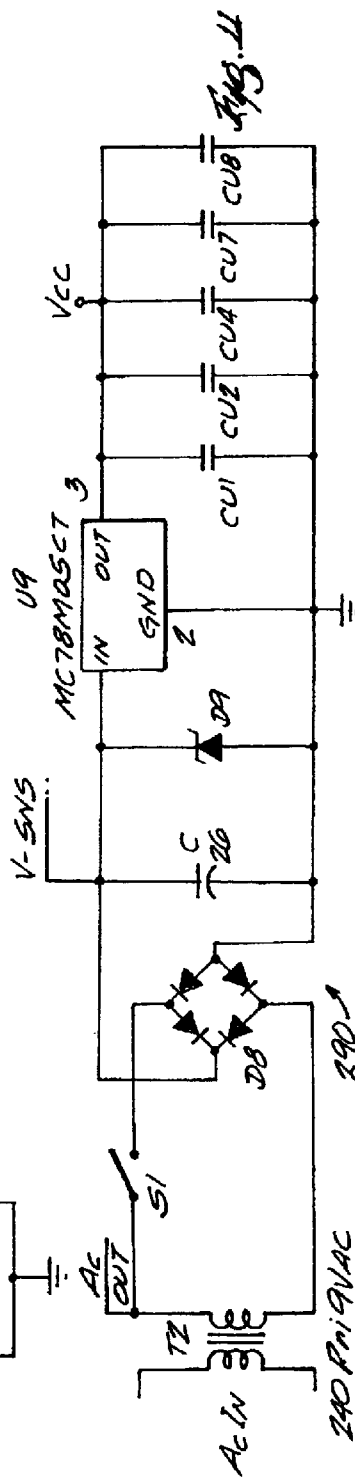 Ac IN
240 Pri 9VAC
T2
Ac
OUT
S1
290
D8
V-SNS
C
26
D9
U9
MC78M05CT
IN
OUT
3
GND
2
Vcc
CU1
CU2
CU4
CU7
CU8
Fig. 11